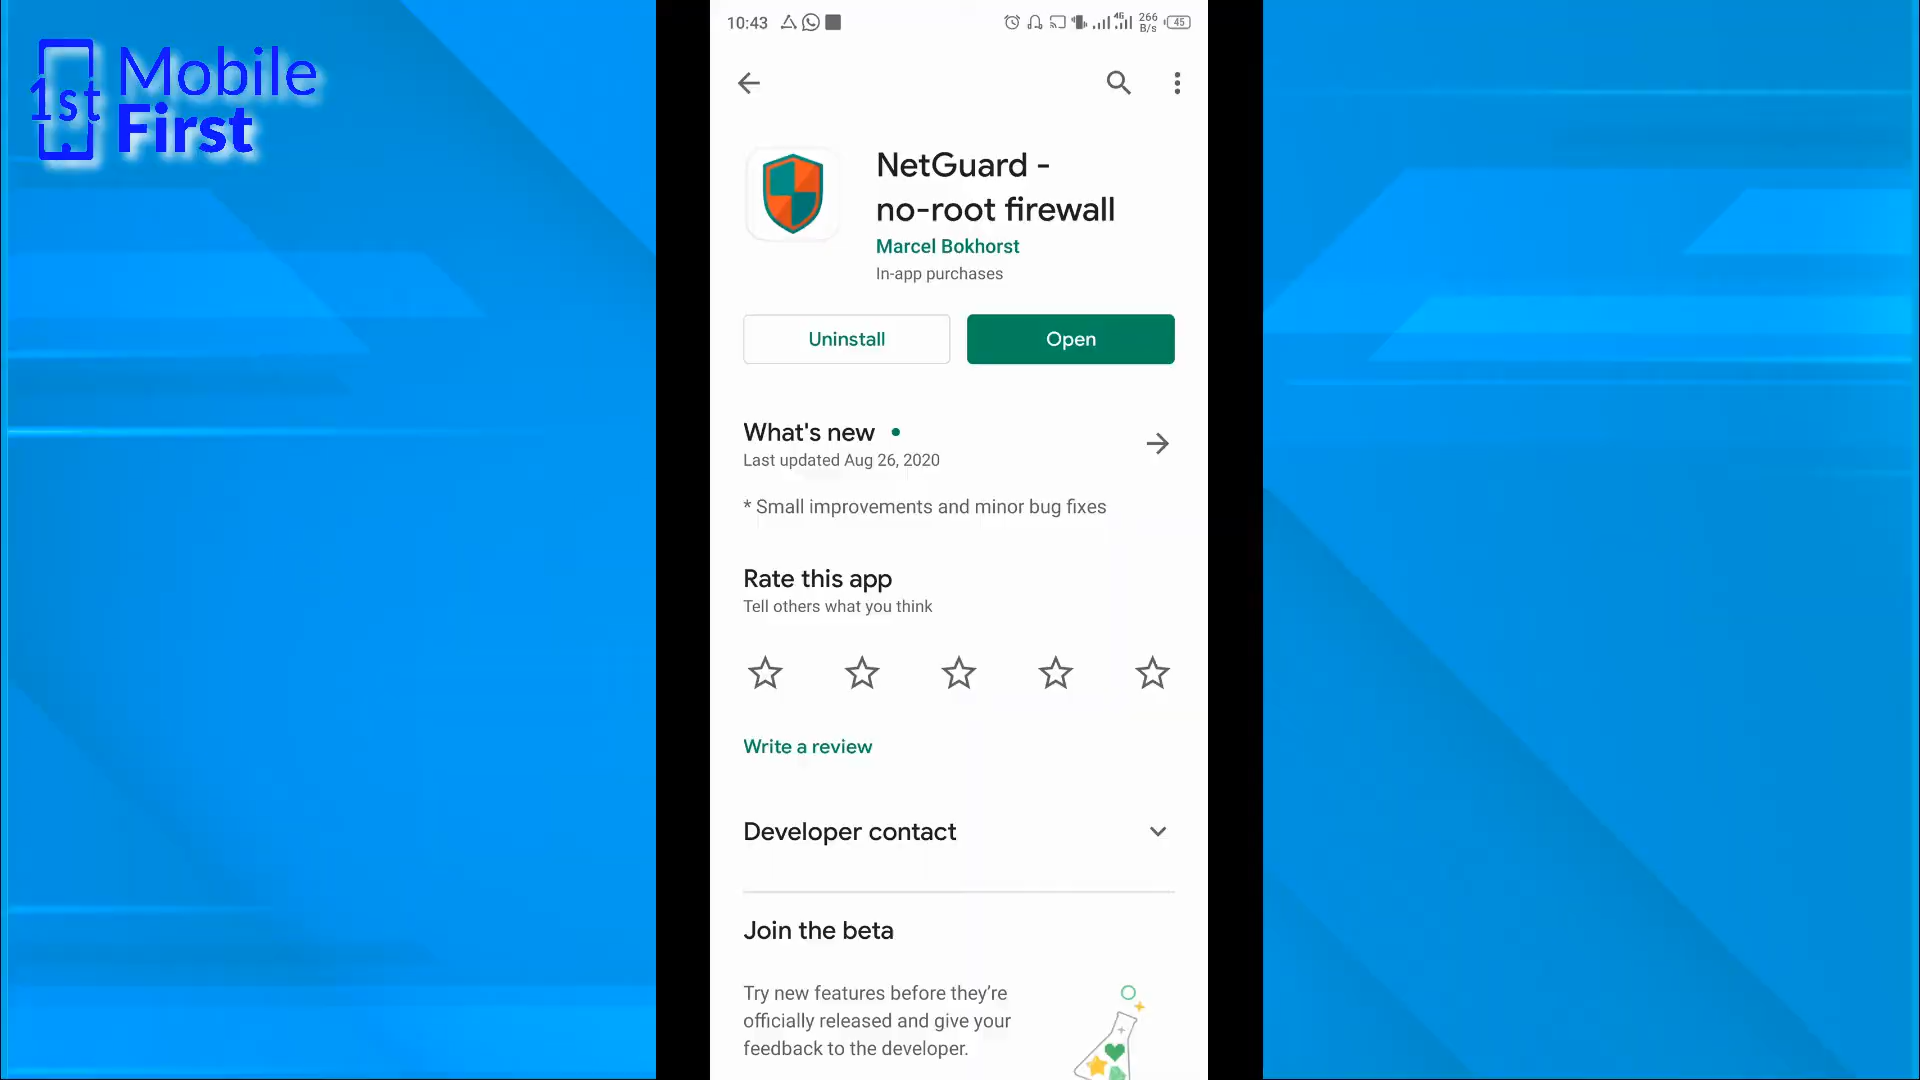 1st Mobile
First
10:43 4G 266 B/s 45
NetGuard -
no-root firewall
Marcel Bokhorst
In-app purchases
Uninstall Open
What's new
Last updated Aug 26, 2020
* Small improvements and minor bug fixes
Rate this app
Tell others what you think
Write a review
Developer contact
Join the beta
Try new features before they're
officially released and give your
feedback to the developer.